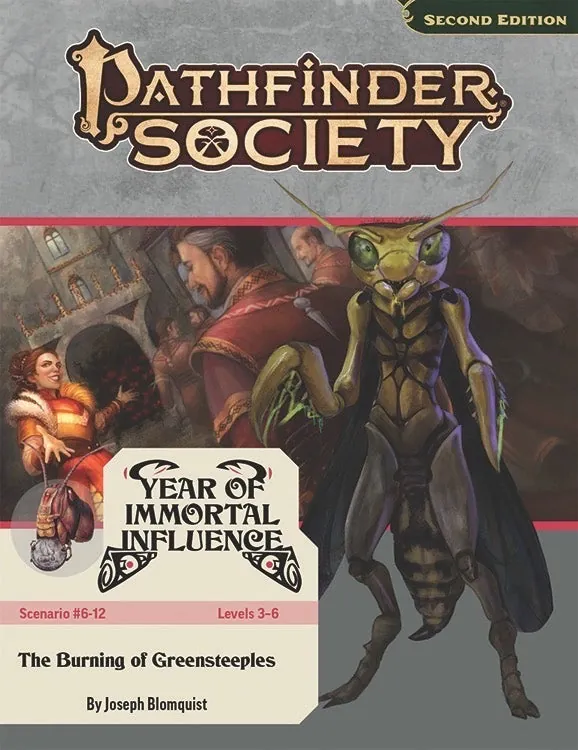 SECOND EDITION
PATHFINDER
SOCIETY
YEAR OF
IMMORTAL
INFLUENCE
Scenario #6-12 Levels 3–6
The Burning of Greensteeples
By Joseph Blomquist